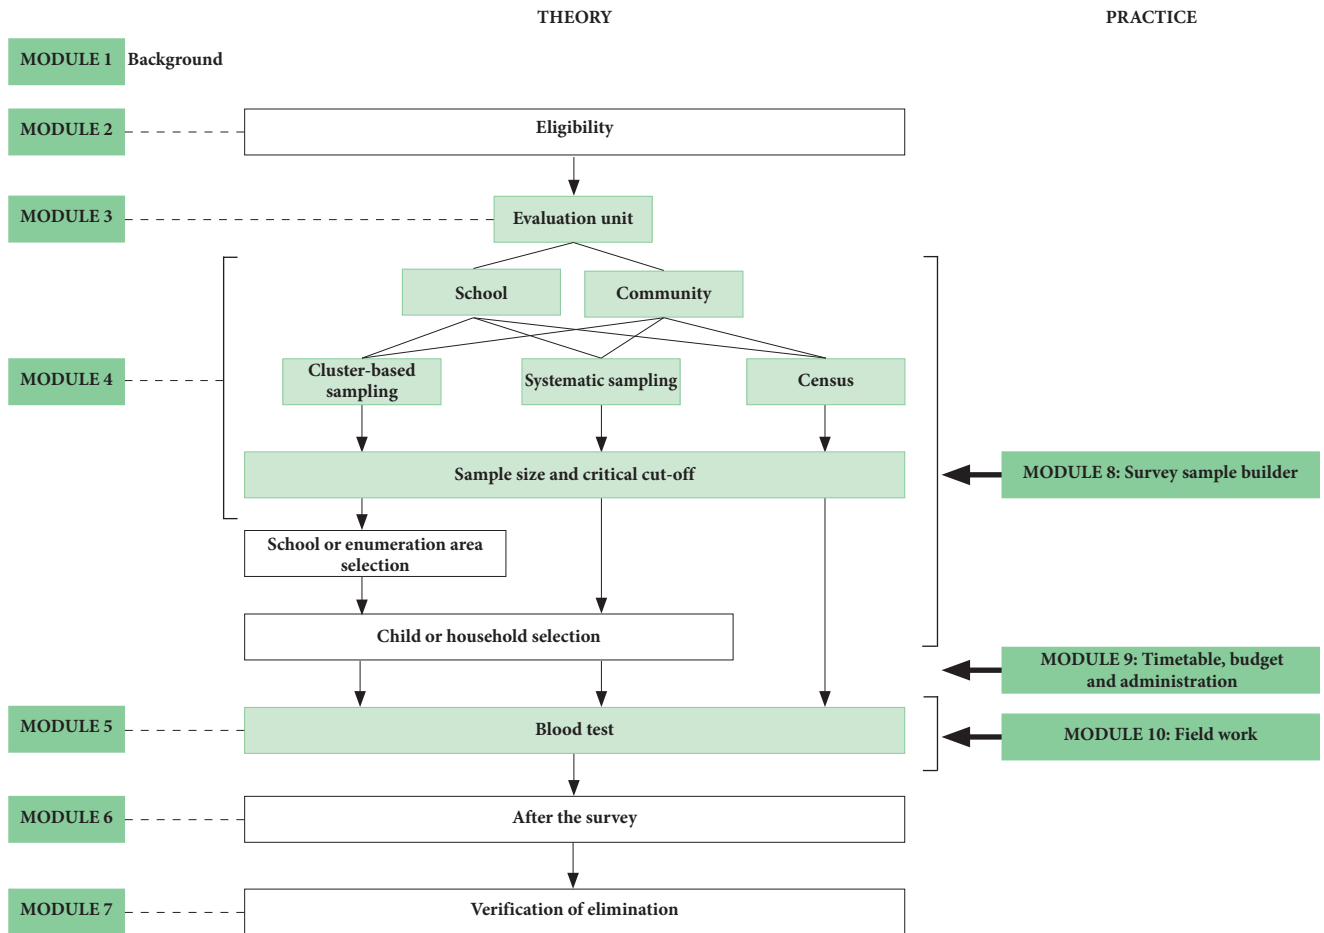 THEORY
PRACTICE
MODULE 1
Background
MODULE 2
Eligibility
MODULE 3
Evaluation unit
School
Community
MODULE 4
Cluster-based
sampling
Systematic sampling
Census
Sample size and critical cut-off
MODULE 8: Survey sample builder
School or enumeration area
selection
Child or household selection
MODULE 9: Timetable, budget
and administration
MODULE 5
Blood test
MODULE 10: Field work
MODULE 6
After the survey
MODULE 7
Verification of elimination